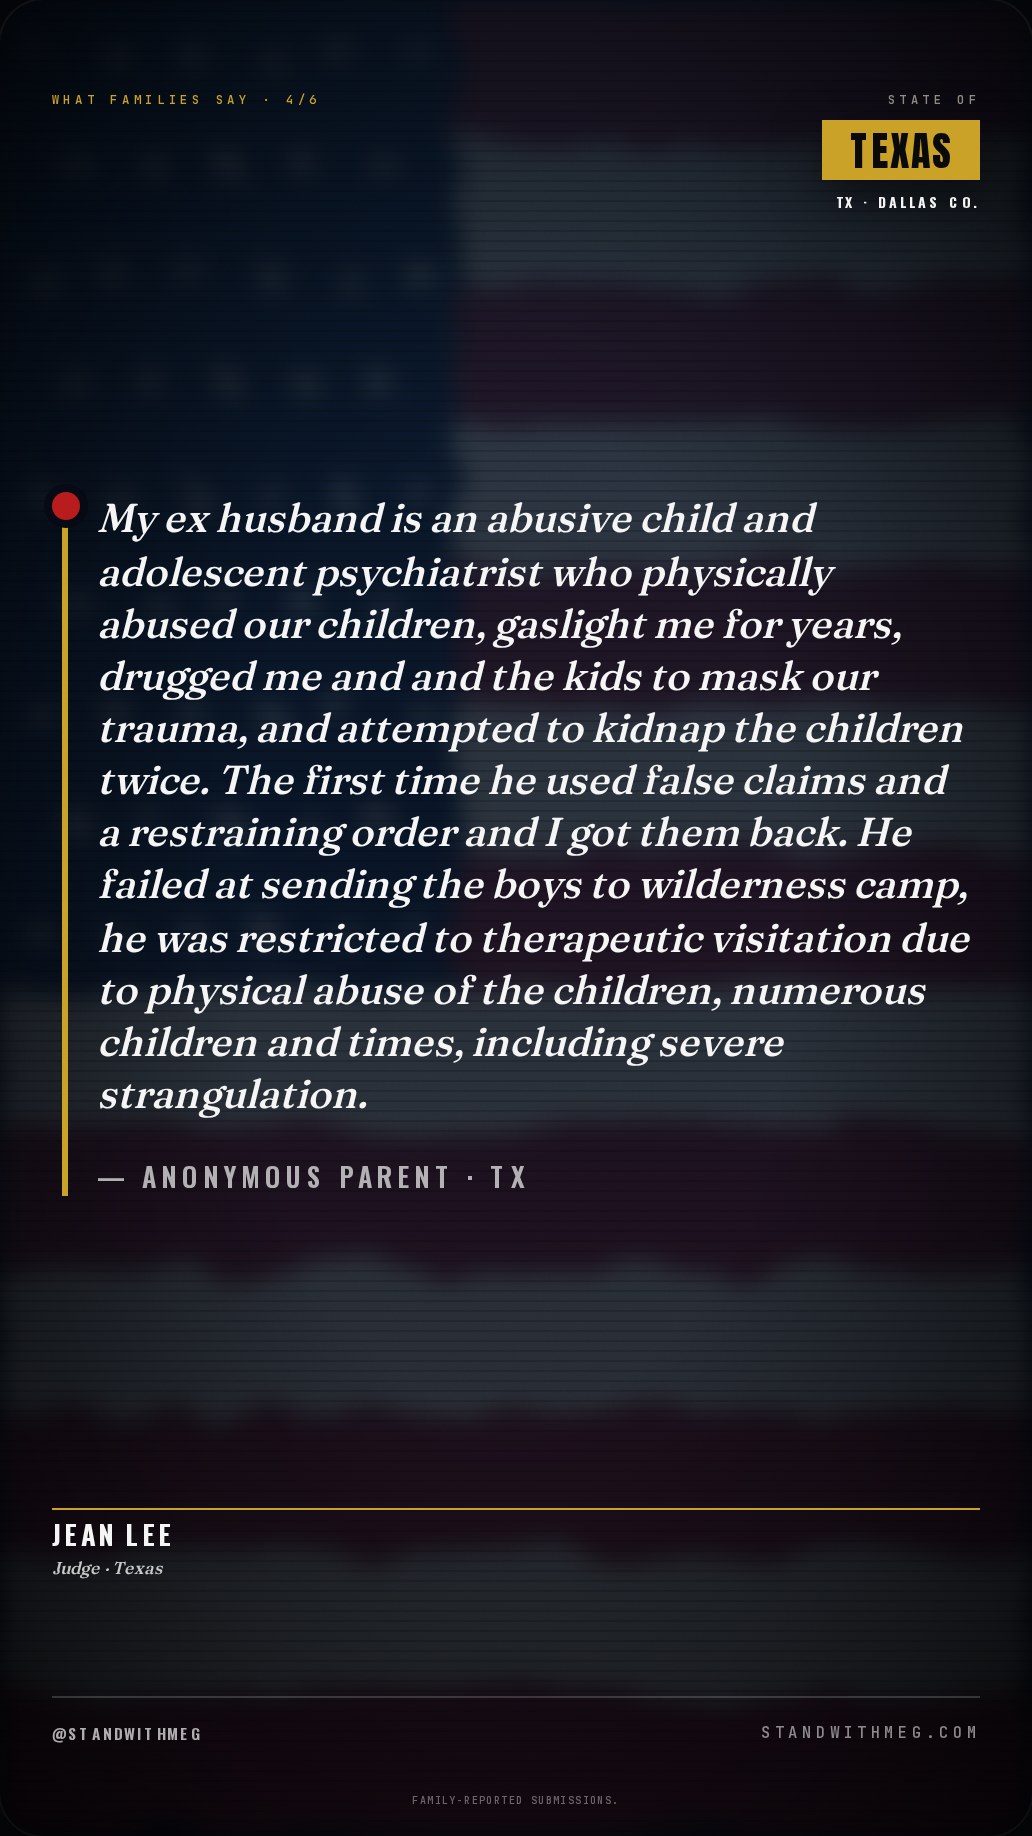 WHAT FAMILIES SAY · 4/6
STATE OF
TEXAS
TX · DALLAS CO.
My ex husband is an abusive child and
adolescent psychiatrist who physically
abused our children, gaslight me for years,
drugged me and and the kids to mask our
trauma, and attempted to kidnap the children
twice. The first time he used false claims and
a restraining order and I got them back. He
failed at sending the boys to wilderness camp,
he was restricted to therapeutic visitation due
to physical abuse of the children, numerous
children and times, including severe
strangulation.
— ANONYMOUS PARENT · TX
JEAN LEE
Judge · Texas
@STANDWITHMEG
STANDWITHMEG.COM
FAMILY-REPORTED SUBMISSIONS.